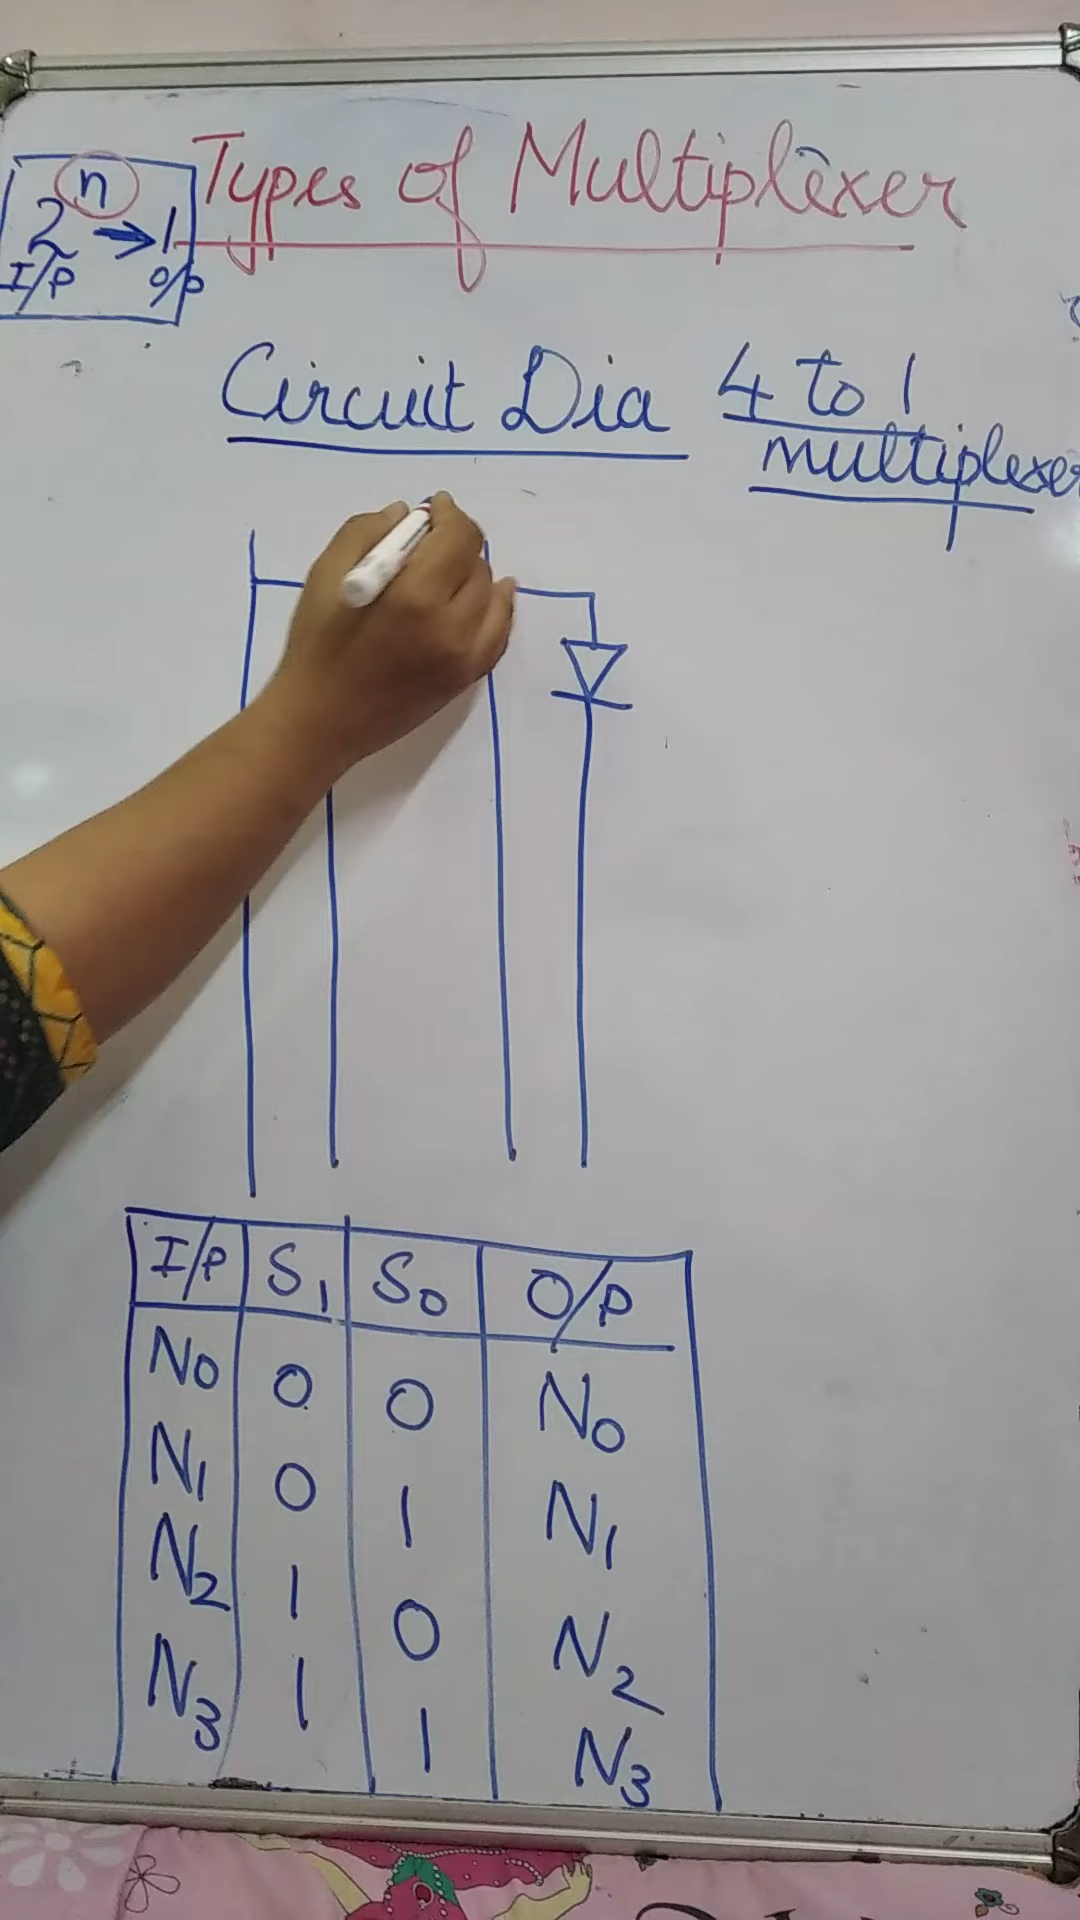 Types of Multiplexer
2^n → 1
I/P O/P
Circuit Dia 4 to 1
multiplexer
I/P S1 S0 O/P
N0 0 0 N0
N1 0 1 N1
N2 1 0 N2
N3 1 1 N3